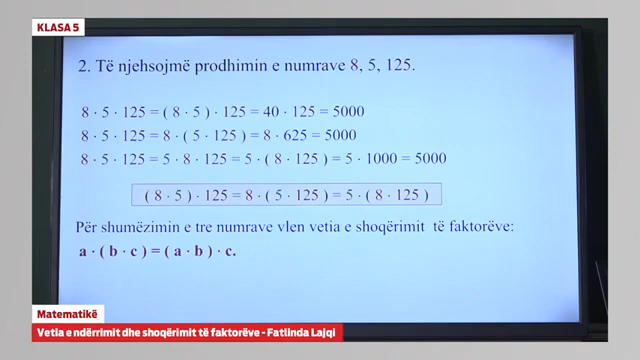 KLASA 5
2. Të njehsojmë prodhimin e numrave 8, 5, 125.
8 · 5 · 125 = ( 8 · 5 ) · 125 = 40 · 125 = 5000
8 · 5 · 125 = 8 · ( 5 · 125 ) = 8 · 625 = 5000
8 · 5 · 125 = 5 · 8 · 125 = 5 · ( 8 · 125 ) = 5 · 1000 = 5000
( 8 · 5 ) · 125 = 8 · ( 5 · 125 ) = 5 · ( 8 · 125 )
Për shumëzimin e tre numrave vlen vetia e shoqërimit të faktorëve:
a · ( b · c ) = ( a · b ) · c.
Matematikë
Vetia e ndërrimit dhe shoqërimit të faktorëve - Fatlinda Lajqi